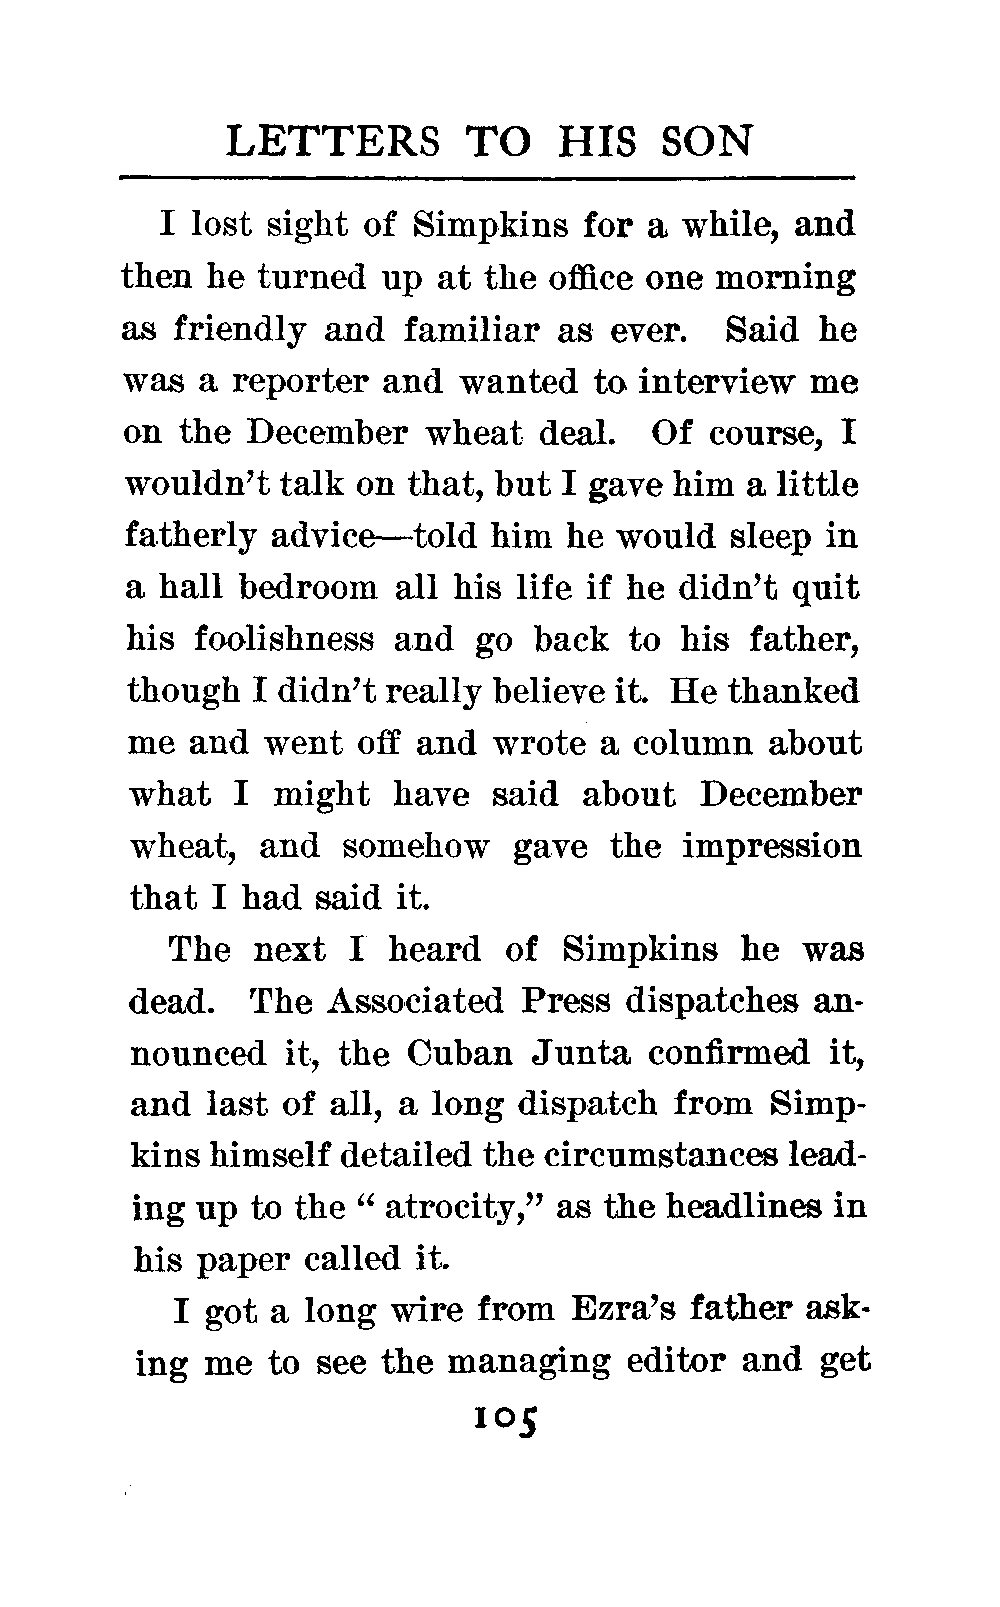 LETTERS TO HIS SON
I lost sight of Simpkins for a while, and
then he turned up at the office one morning
as friendly and familiar as ever. Said he
was a reporter and wanted to interview me
on the December wheat deal. Of course, I
wouldn't talk on that, but I gave him a little
fatherly advice—told him he would sleep in
a hall bedroom all his life if he didn't quit
his foolishness and go back to his father,
though I didn't really believe it. He thanked
me and went off and wrote a column about
what I might have said about December
wheat, and somehow gave the impression
that I had said it.
The next I heard of Simpkins he was
dead. The Associated Press dispatches an-
nounced it, the Cuban Junta confirmed it,
and last of all, a long dispatch from Simp-
kins himself detailed the circumstances lead-
ing up to the " atrocity," as the headlines in
his paper called it.
I got a long wire from Ezra's father ask-
ing me to see the managing editor and get
105